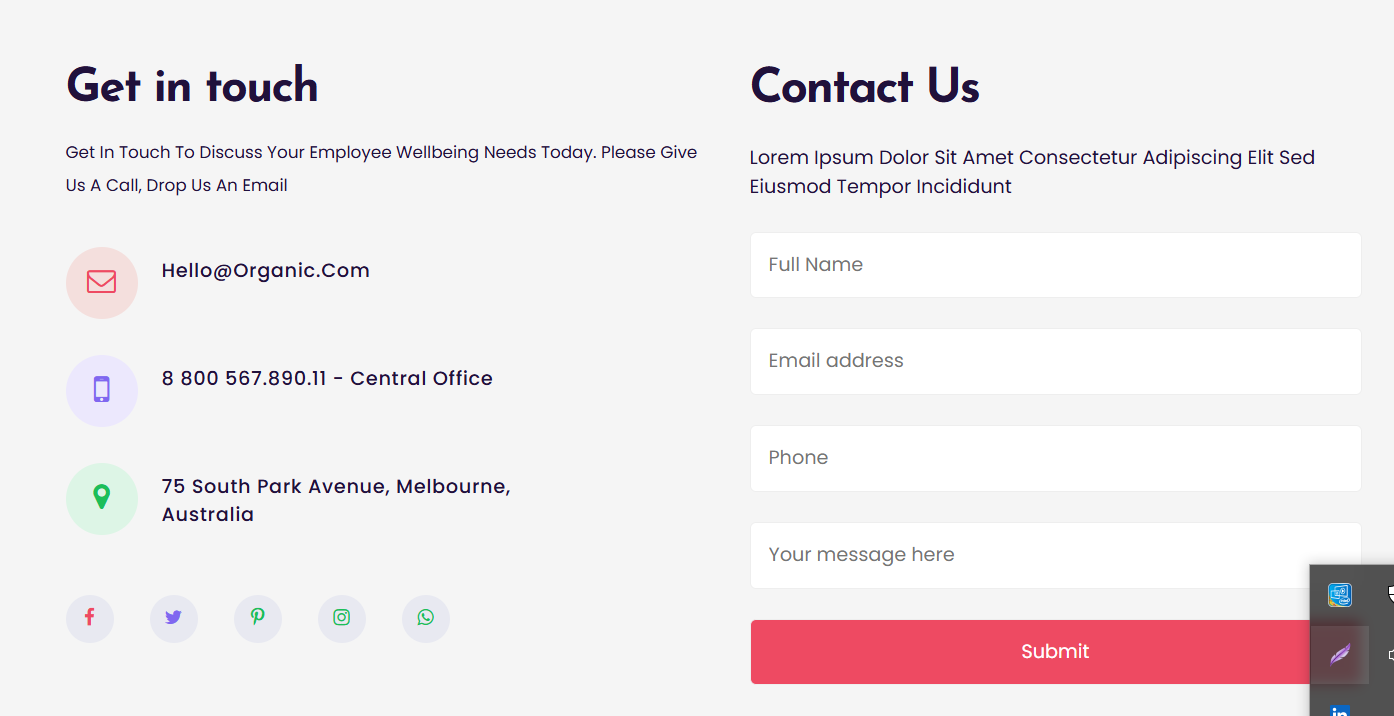 Get in touch
Get In Touch To Discuss Your Employee Wellbeing Needs Today. Please Give
Us A Call, Drop Us An Email
Hello@Organic.Com
8 800 567.890.11 - Central Office
75 South Park Avenue, Melbourne,
Australia
Contact Us
Lorem Ipsum Dolor Sit Amet Consectetur Adipiscing Elit Sed
Eiusmod Tempor Incididunt
Full Name
Email address
Phone
Your message here
Submit
in